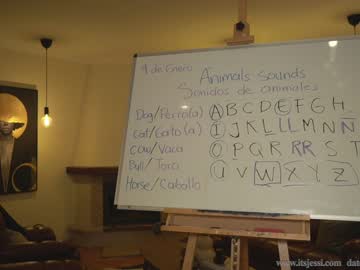 9 de Enero
Animals sounds
Sonidos de animales
Dog/Perro(a) A B C D E F G H
Cat/Gato(a) I J K L LL M N Ñ
Cow/Vaca O P Q R RR S T
Bull/Toro U V W X Y Z
Horse/Caballo
www.itsjessi.com